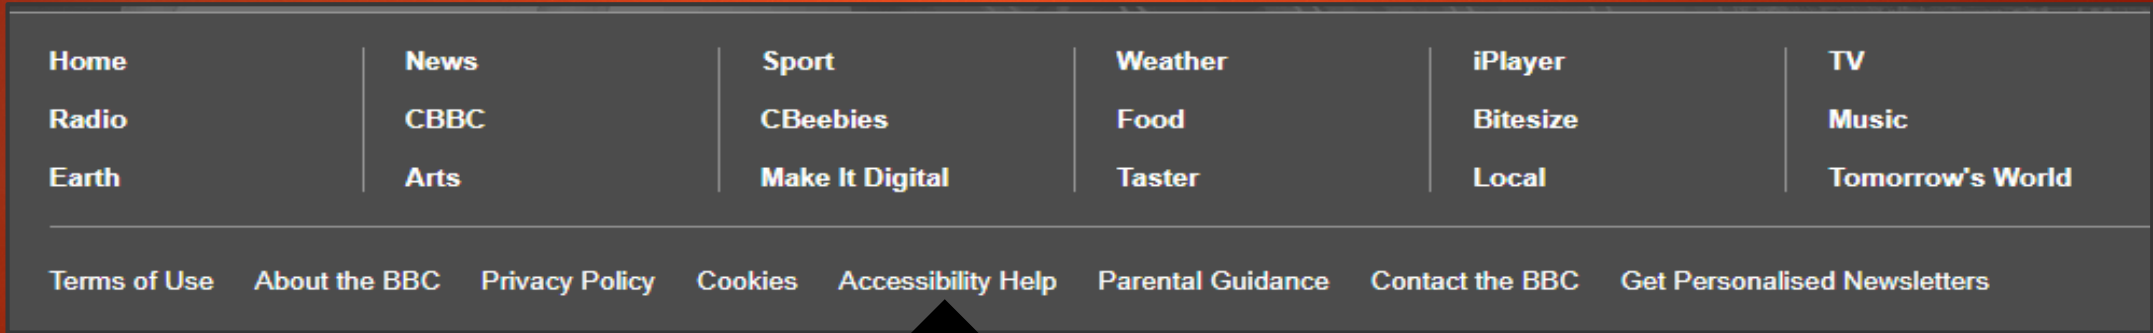 Home News Sport Weather iPlayer TV
Radio CBBC CBeebies Food Bitesize Music
Earth Arts Make It Digital Taster Local Tomorrow's World
Terms of Use About the BBC Privacy Policy Cookies Accessibility Help Parental Guidance Contact the BBC Get Personalised Newsletters